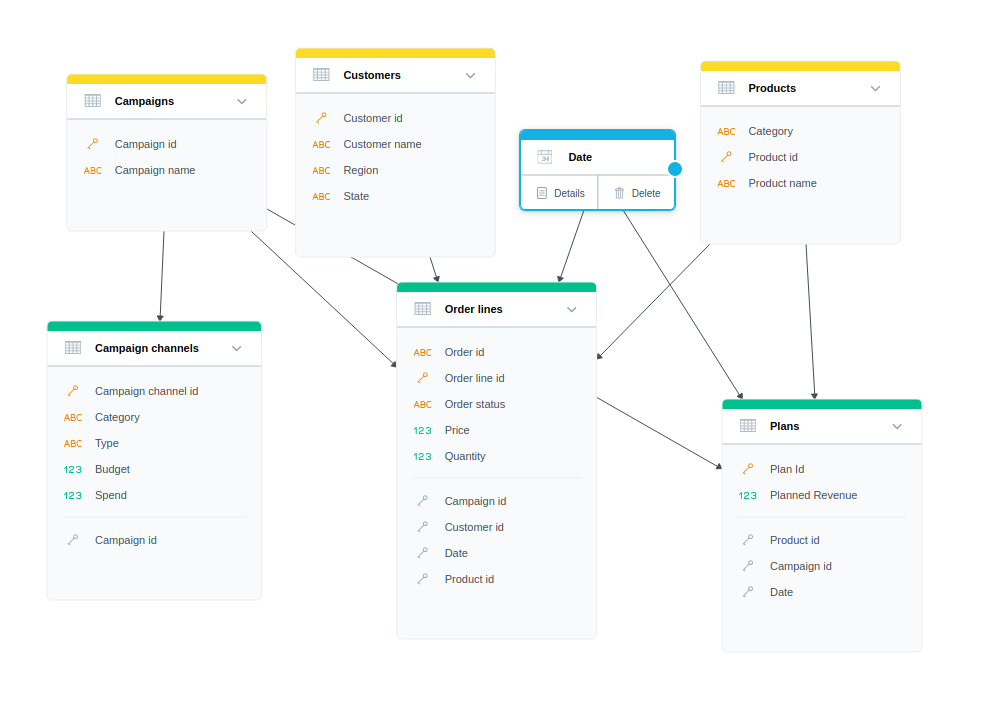 Campaigns
ABC
Campaign id
Campaign name
Customers
Customer id
ABC Customer name
ABC Region
ABC State
Date
31
Details
Delete
Products
ABC Category
Product id
ABC Product name
Campaign channels
Campaign channel id
ABC Category
ABC Type
123 Budget
123 Spend
Campaign id
Order lines
ABC Order id
Order line id
ABC Order status
123 Price
123 Quantity
Campaign id
Customer id
Date
Product id
Plans
Plan Id
123 Planned Revenue
Product id
Campaign id
Date